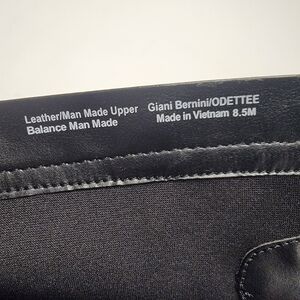 Leather/Man Made Upper
Balance Man Made
Giani Bernini/ODETTEE
Made in Vietnam 8.5M